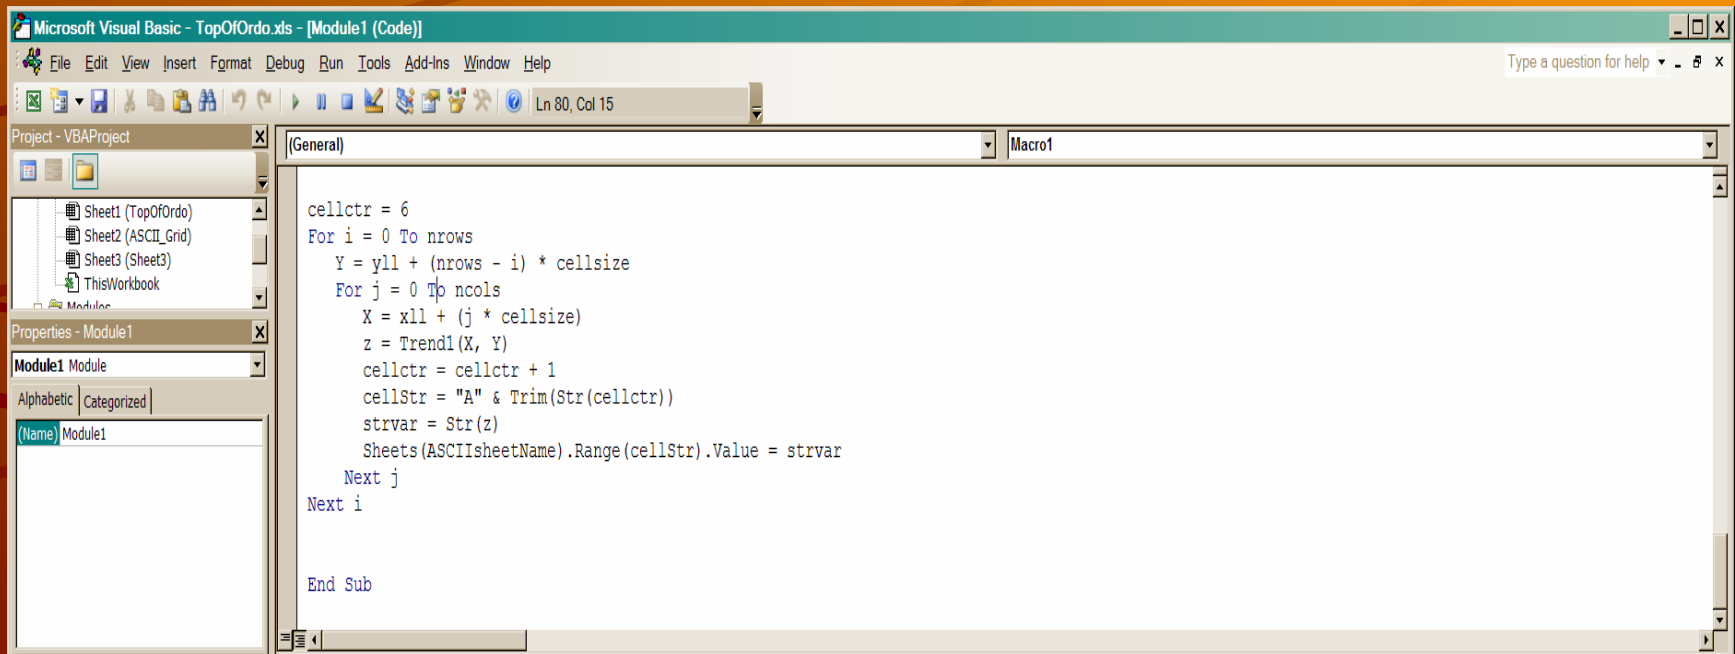 Microsoft Visual Basic - TopOfOrdo.xls - [Module1 (Code)]
File Edit View Insert Format Debug Run Tools Add-Ins Window Help
Type a question for help
Ln 80, Col 15
Project - VBAProject
Sheet1 (TopOfOrdo)
Sheet2 (ASCII_Grid)
Sheet3 (Sheet3)
ThisWorkbook
Modules
Properties - Module1
Module1 Module
Alphabetic Categorized
(Name) Module1
(General)
Macro1
cellctr = 6
For i = 0 To nrows
Y = yll + (nrows - i) * cellsize
For j = 0 To ncols
X = xll + (j * cellsize)
z = Trend1(X, Y)
cellctr = cellctr + 1
cellStr = "A" & Trim(Str(cellctr))
strvar = Str(z)
Sheets(ASCIIsheetName).Range(cellStr).Value = strvar
Next j
Next i
End Sub